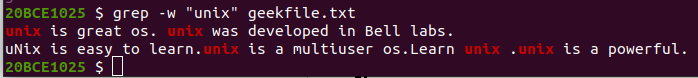 20BCE1025 $ grep -w "unix" geekfile.txt
unix is great os. unix was developed in Bell labs.
uNix is easy to learn.unix is a multiuser os.Learn unix .unix is a powerful.
20BCE1025 $